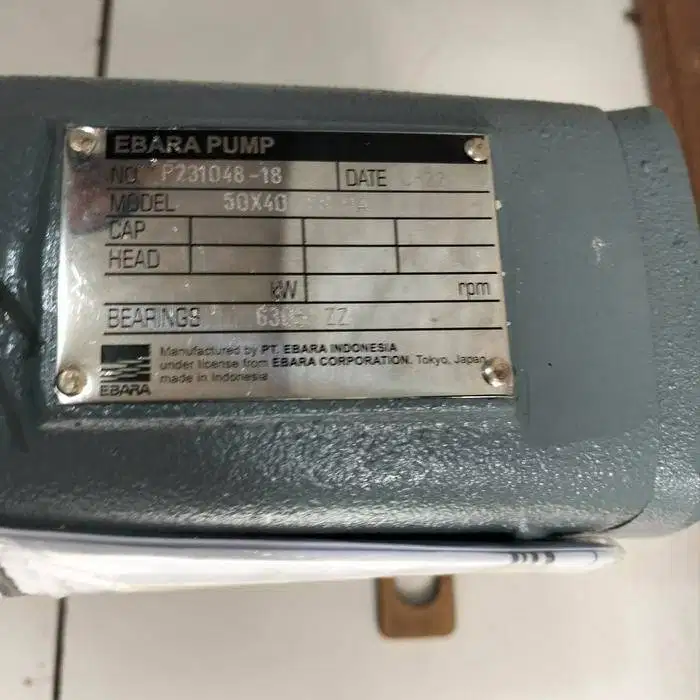 EBARA PUMP
NO P231048-18 DATE
MODEL 50X40
CAP
HEAD
kW rpm
BEARINGS ZZ
Manufactured by PT. EBARA INDONESIA
under license from EBARA CORPORATION. Tokyo, Japan
made in Indonesia
EBARA